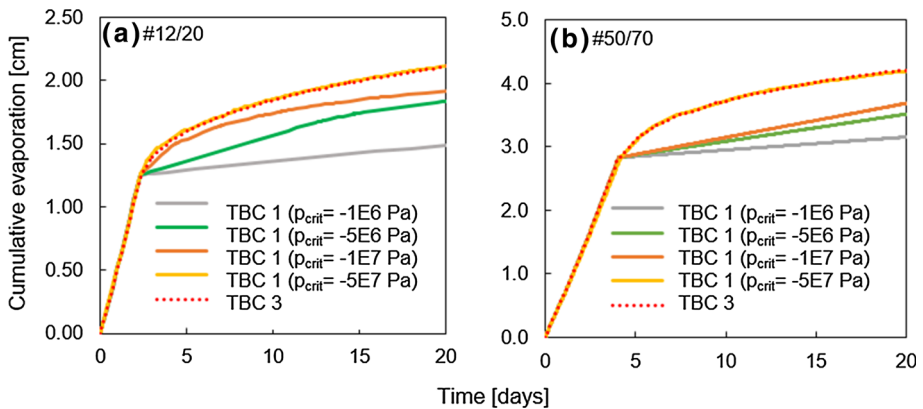 Cumulative evaporation [cm]
2.50
2.00
1.50
1.00
0.50
0.00
(a) #12/20
TBC 1 (pcrit= -1E6 Pa)
TBC 1 (pcrit= -5E6 Pa)
TBC 1 (pcrit= -1E7 Pa)
TBC 1 (pcrit= -5E7 Pa)
TBC 3
0 5 10 15 20
5.0
4.0
3.0
2.0
1.0
0.0
(b) #50/70
TBC 1 (pcrit= -1E6 Pa)
TBC 1 (pcrit= -5E6 Pa)
TBC 1 (pcrit= -1E7 Pa)
TBC 1 (pcrit= -5E7 Pa)
TBC 3
0 5 10 15 20
Time [days]